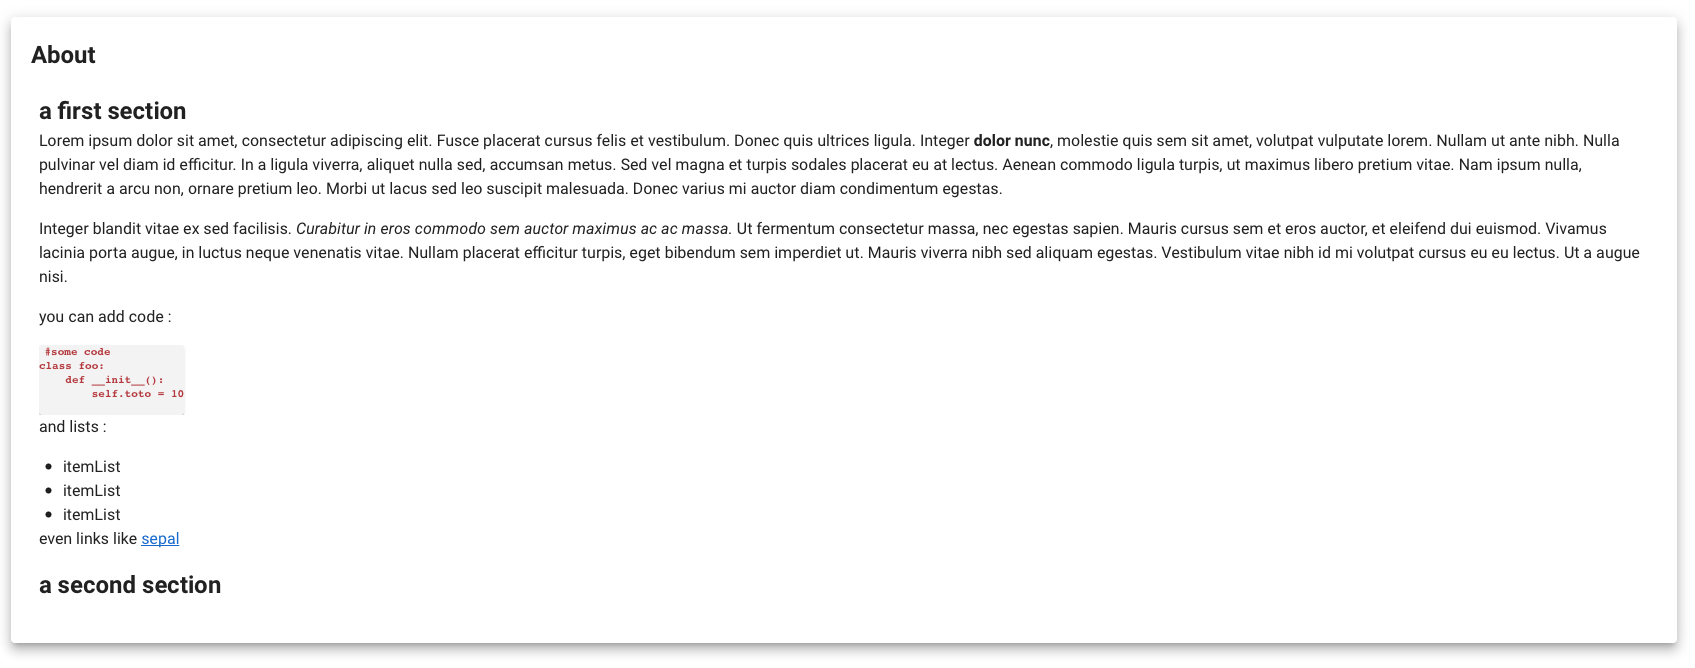 About
a first section
Lorem ipsum dolor sit amet, consectetur adipiscing elit. Fusce placerat cursus felis et vestibulum. Donec quis ultrices ligula. Integer dolor nunc, molestie quis sem sit amet, volutpat vulputate lorem. Nullam ut ante nibh. Nulla
pulvinar vel diam id efficitur. In a ligula viverra, aliquet nulla sed, accumsan metus. Sed vel magna et turpis sodales placerat eu at lectus. Aenean commodo ligula turpis, ut maximus libero pretium vitae. Nam ipsum nulla,
hendrerit a arcu non, ornare pretium leo. Morbi ut lacus sed leo suscipit malesuada. Donec varius mi auctor diam condimentum egestas.
Integer blandit vitae ex sed facilisis. Curabitur in eros commodo sem auctor maximus ac ac massa. Ut fermentum consectetur massa, nec egestas sapien. Mauris cursus sem et eros auctor, et eleifend dui euismod. Vivamus
lacinia porta augue, in luctus neque venenatis vitae. Nullam placerat efficitur turpis, eget bibendum sem imperdiet ut. Mauris viverra nibh sed aliquam egestas. Vestibulum vitae nibh id mi volutpat cursus eu eu lectus. Ut a augue
nisi.
you can add code :
#some code
class foo:
    def __init__():
        self.toto = 10
and lists :
• itemList
• itemList
• itemList
even links like sepal
a second section